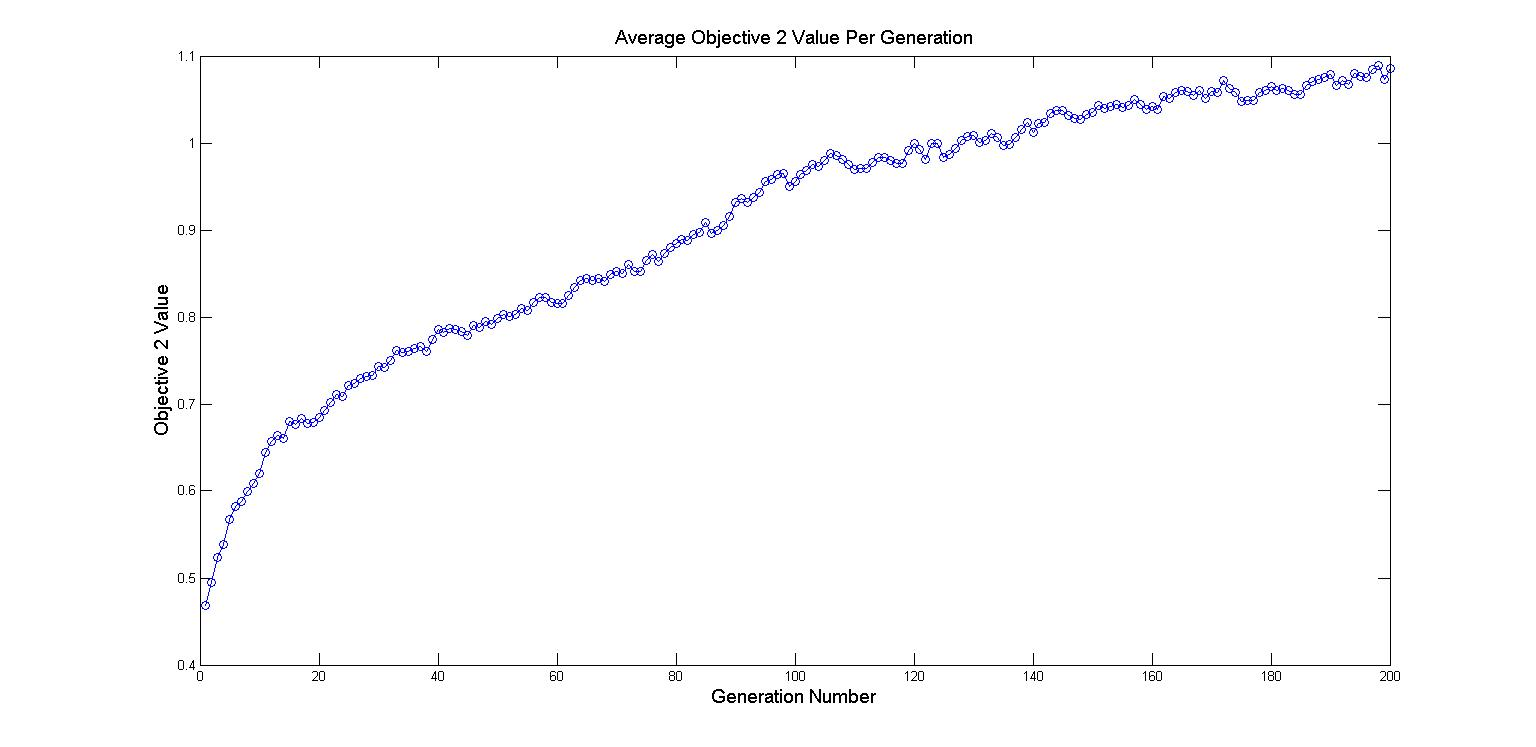 Average Objective 2 Value Per Generation
1.1
1
0.9
0.8
0.7
0.6
0.5
0.4
Objective 2 Value
0 20 40 60 80 100 120 140 160 180 200
Generation Number